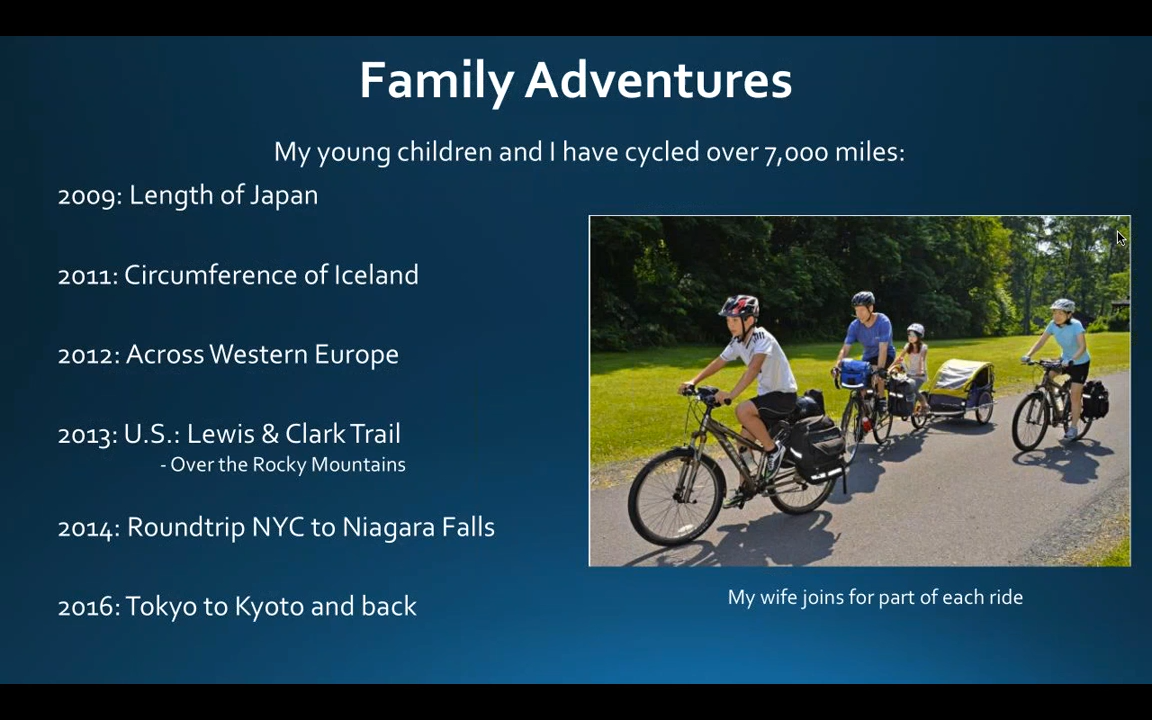 Family Adventures
My young children and I have cycled over 7,000 miles:
2009: Length of Japan
2011: Circumference of Iceland
2012: Across Western Europe
2013: U.S.: Lewis & Clark Trail
- Over the Rocky Mountains
2014: Roundtrip NYC to Niagara Falls
2016: Tokyo to Kyoto and back
My wife joins for part of each ride